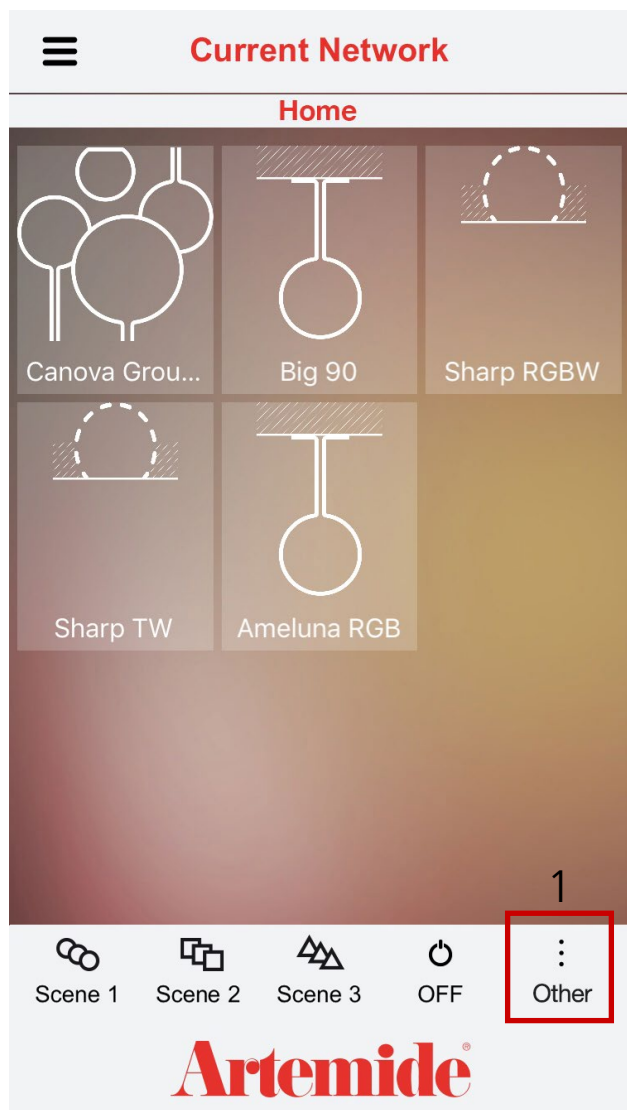 Current Network
Home
Canova Grou...
Big 90
Sharp RGBW
Sharp TW
Ameluna RGB
1
Scene 1
Scene 2
Scene 3
OFF
Other
Artemide®